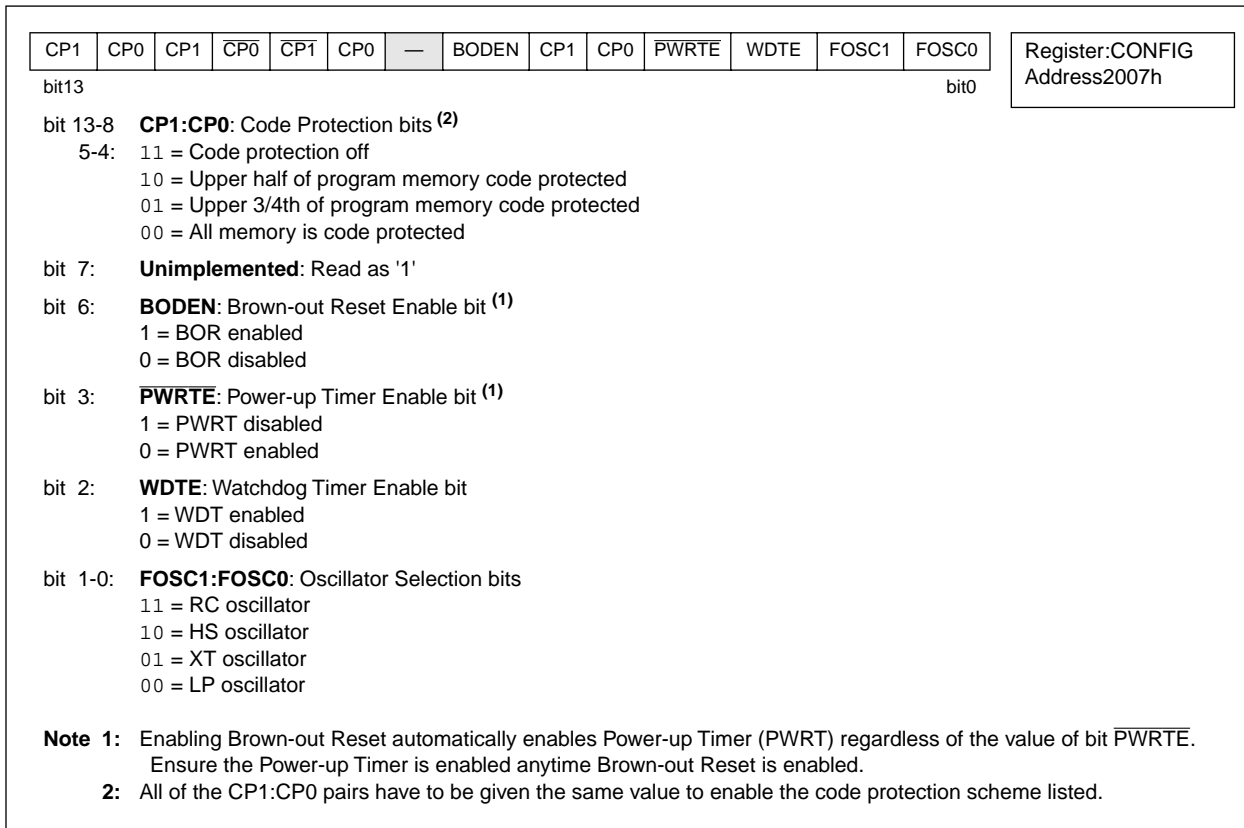 CP1 CP0 CP1 C̅P̅0̅ C̅P̅1̅ CP0 — BODEN CP1 CP0 P̅W̅R̅T̅E̅ WDTE FOSC1 FOSC0
Register:CONFIG
Address2007h
bit13 bit0
bit 13-8 CP1:CP0: Code Protection bits (2)
5-4: 11 = Code protection off
10 = Upper half of program memory code protected
01 = Upper 3/4th of program memory code protected
00 = All memory is code protected
bit 7: Unimplemented: Read as '1'
bit 6: BODEN: Brown-out Reset Enable bit (1)
1 = BOR enabled
0 = BOR disabled
bit 3: P̅W̅R̅T̅E̅: Power-up Timer Enable bit (1)
1 = PWRT disabled
0 = PWRT enabled
bit 2: WDTE: Watchdog Timer Enable bit
1 = WDT enabled
0 = WDT disabled
bit 1-0: FOSC1:FOSC0: Oscillator Selection bits
11 = RC oscillator
10 = HS oscillator
01 = XT oscillator
00 = LP oscillator
Note 1: Enabling Brown-out Reset automatically enables Power-up Timer (PWRT) regardless of the value of bit P̅W̅R̅T̅E̅.
Ensure the Power-up Timer is enabled anytime Brown-out Reset is enabled.
2: All of the CP1:CP0 pairs have to be given the same value to enable the code protection scheme listed.